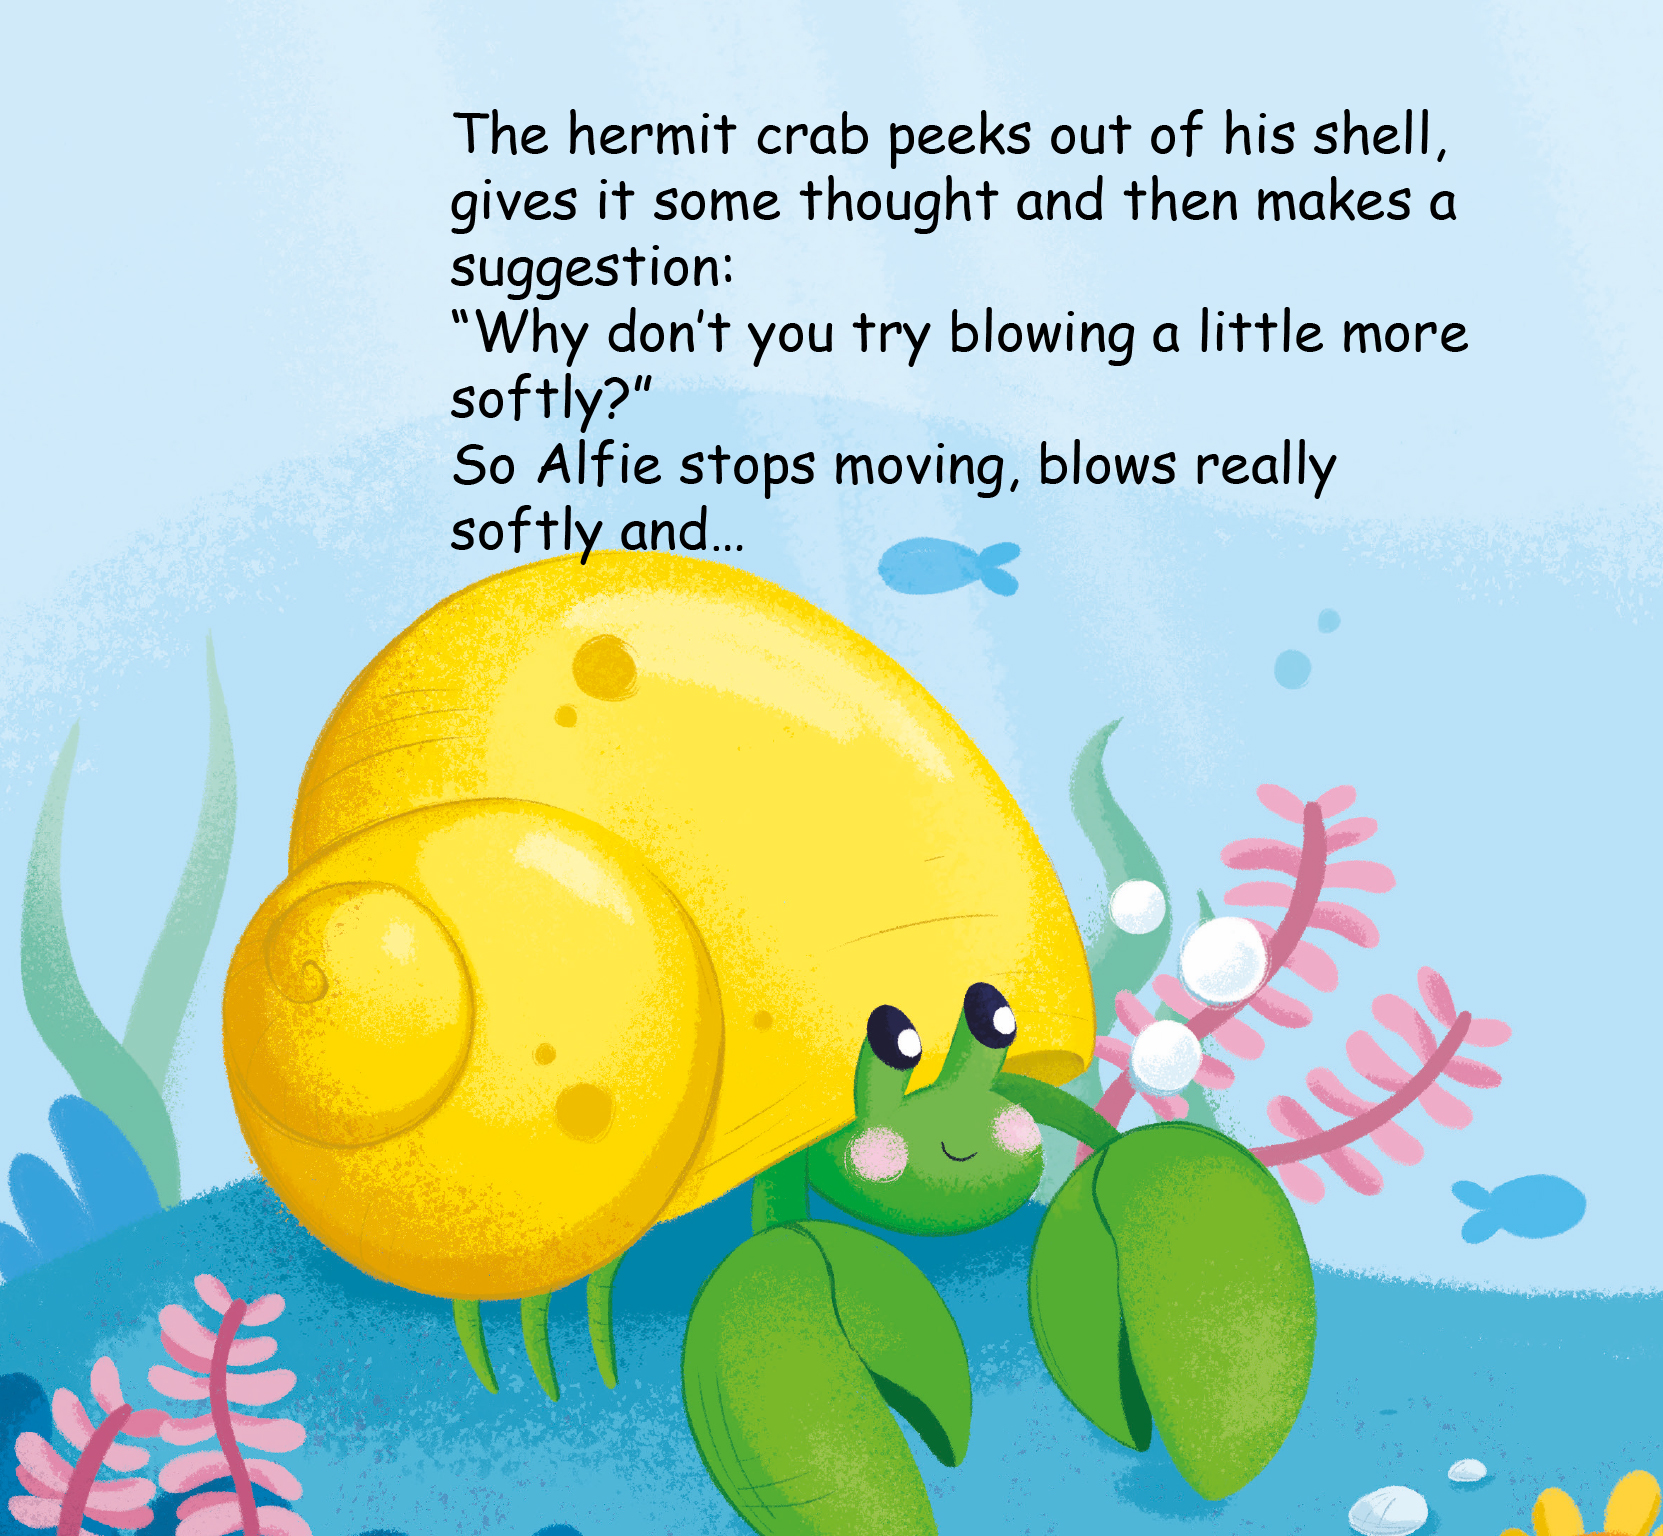 The hermit crab peeks out of his shell,
gives it some thought and then makes a
suggestion:
“Why don’t you try blowing a little more
softly?”
So Alfie stops moving, blows really
softly and...